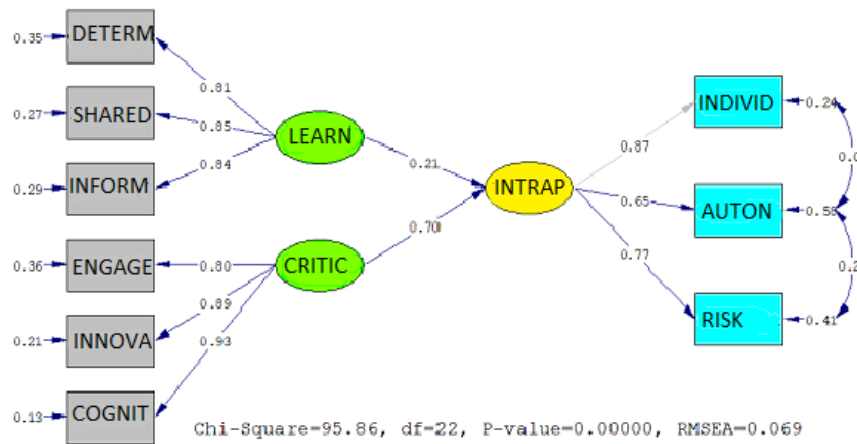 0.35 DETERM
0.81
0.27 SHARED
0.85
LEARN
0.84
0.29 INFORM
0.21
0.36 ENGAGE
0.80
CRITIC
0.89
0.21 INNOVA
0.93
0.13 COGNIT
0.70
INTRAP
0.87
INDIVID 0.24
0.65
AUTON 0.58
0.77
RISK 0.41
Chi-Square=95.86, df=22, P-value=0.00000, RMSEA=0.069